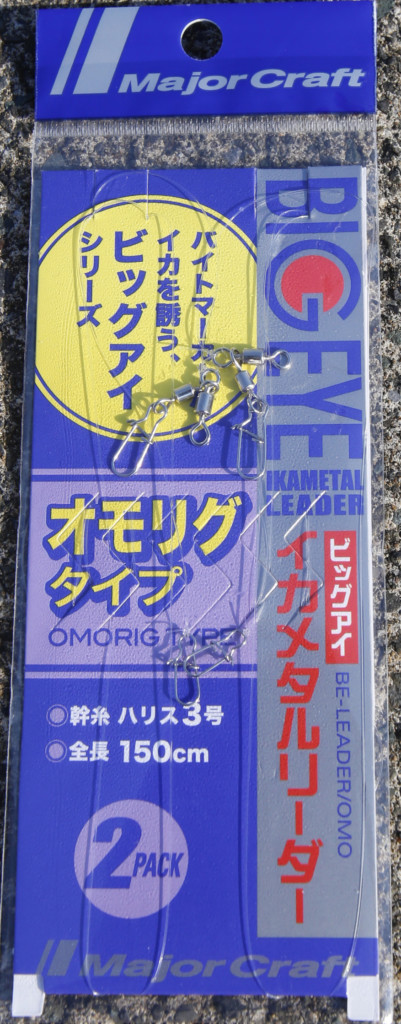 Major Craft
バイトマーカー
イカを誘う、
ビッグアイ
シリーズ
BIG EYE
IKAMETAL
LEADER
オモリグ
タイプ
OMORIG TYPE
ビッグアイ
イカメタルリーダー
BE-LEADER/OMO
幹糸 ハリス3号
全長 150cm
2PACK
Major Craft